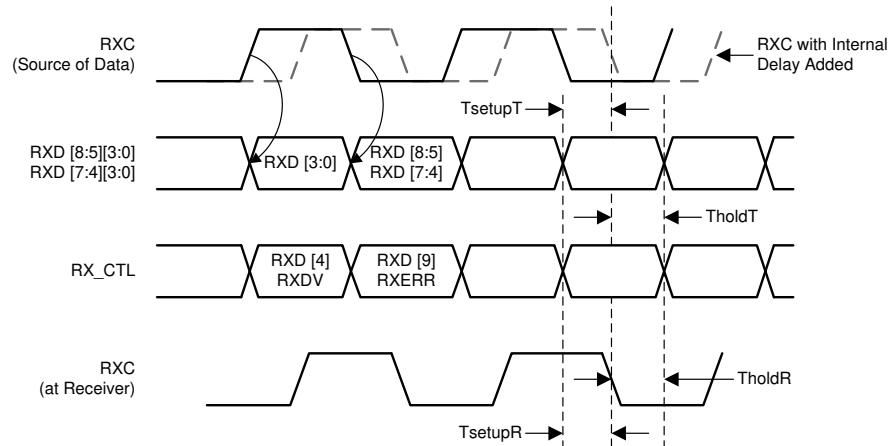 RXC
(Source of Data)
RXC with Internal
Delay Added
TsetupT
RXD [8:5][3:0]
RXD [7:4][3:0]
RXD [3:0]
RXD [8:5]
RXD [7:4]
TholdT
RX_CTL
RXD [4]
RXDV
RXD [9]
RXERR
RXC
(at Receiver)
TholdR
TsetupR